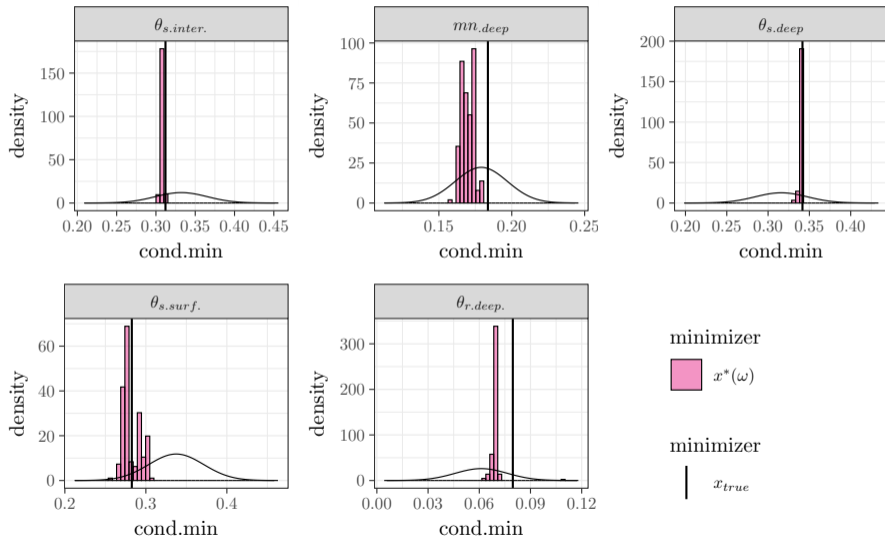 θs.inter.
mn.deep
θs.deep
density
150
100
50
0
0.20 0.25 0.30 0.35 0.40 0.45
cond.min
density
100
75
50
25
0
0.15 0.20 0.25
cond.min
density
200
150
100
50
0
0.20 0.25 0.30 0.35 0.40
cond.min
θs.surf.
θr.deep.
density
60
40
20
0
0.2 0.3 0.4
cond.min
density
300
200
100
0
0.00 0.03 0.06 0.09 0.12
cond.min
minimizer
x*(ω)
minimizer
xtrue